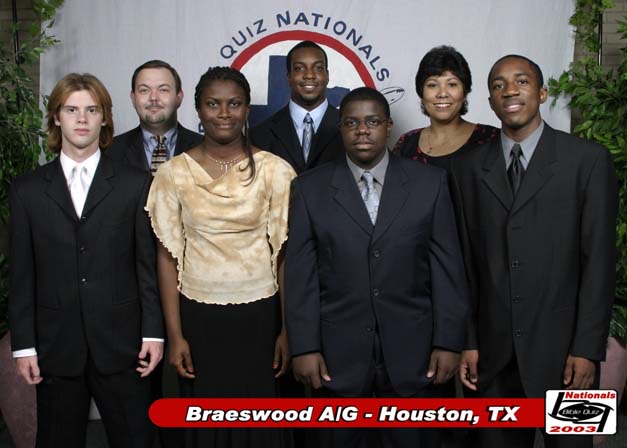 QUIZ NATIONALS
Braeswood A/G - Houston, TX
Nationals
Bible Quiz
2003